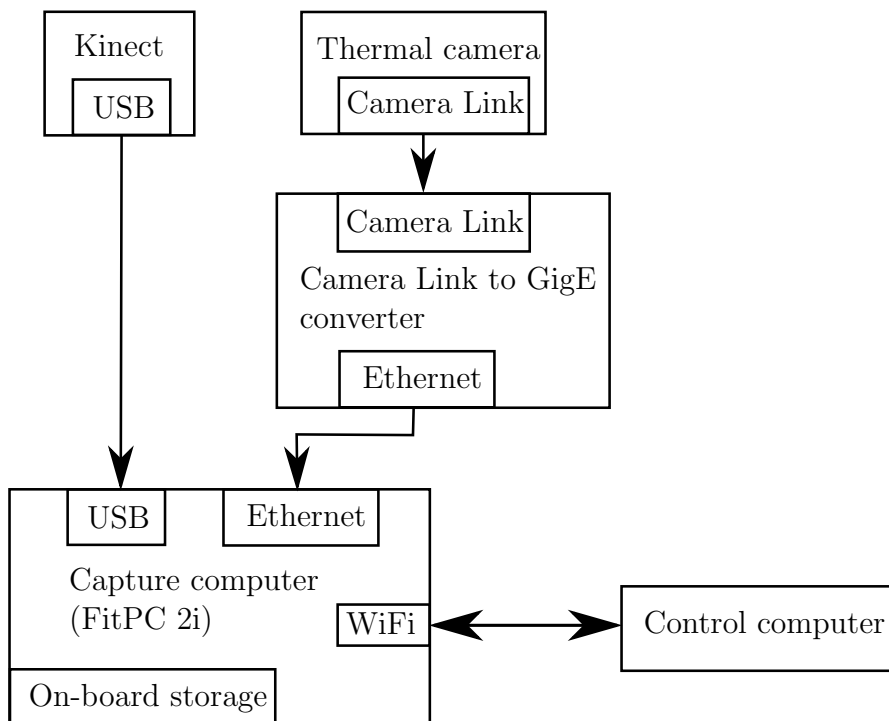 Kinect
USB
Thermal camera
Camera Link
Camera Link
Camera Link to GigE
converter
Ethernet
USB
Ethernet
Capture computer
(FitPC 2i)
WiFi
Control computer
On-board storage